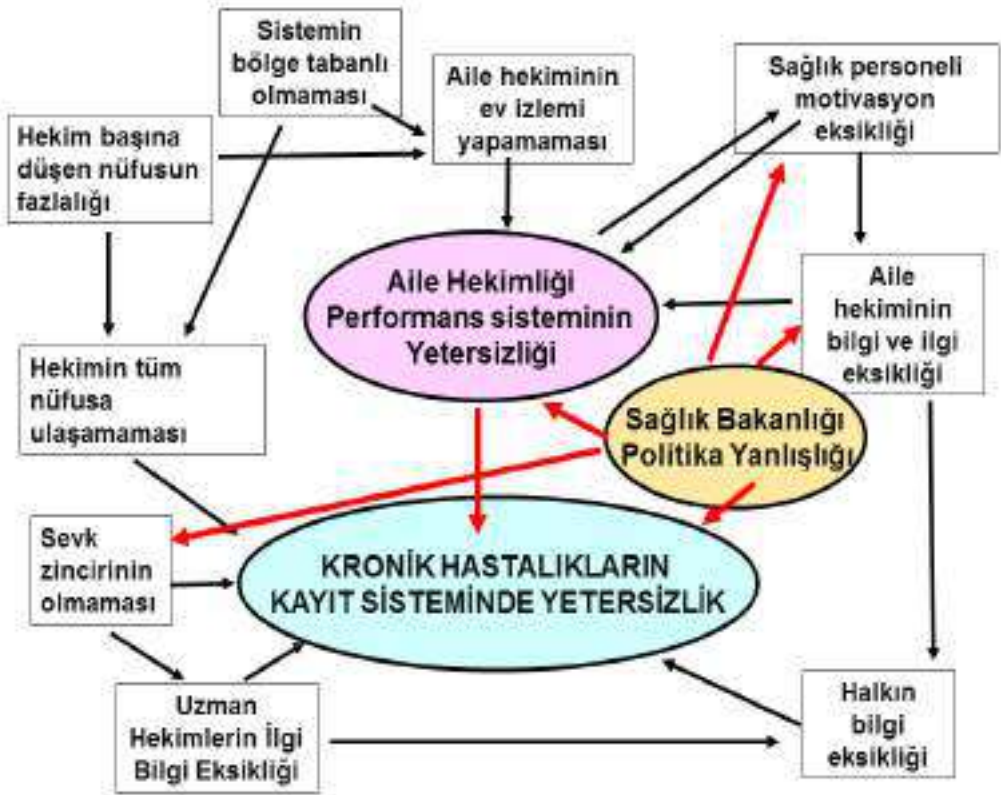 Sistemin
bölge tabanlı
olmaması
Aile hekiminin
ev izlemi
yapamaması
Sağlık personeli
motivasyon
eksikliği
Hekim başına
düşen nüfusun
fazlalığı
Aile Hekimliği
Performans sisteminin
Yetersizliği
Aile
hekiminin
bilgi ve ilgi
eksikliği
Hekimin tüm
nüfusa
ulaşamaması
Sağlık Bakanlığı
Politika Yanlışlığı
Sevk
zincirinin
olmaması
KRONİK HASTALIKLARIN
KAYIT SİSTEMİNDE YETERSİZLİK
Uzman
Hekimlerin İlgi
Bilgi Eksikliği
Halkın
bilgi
eksikliği